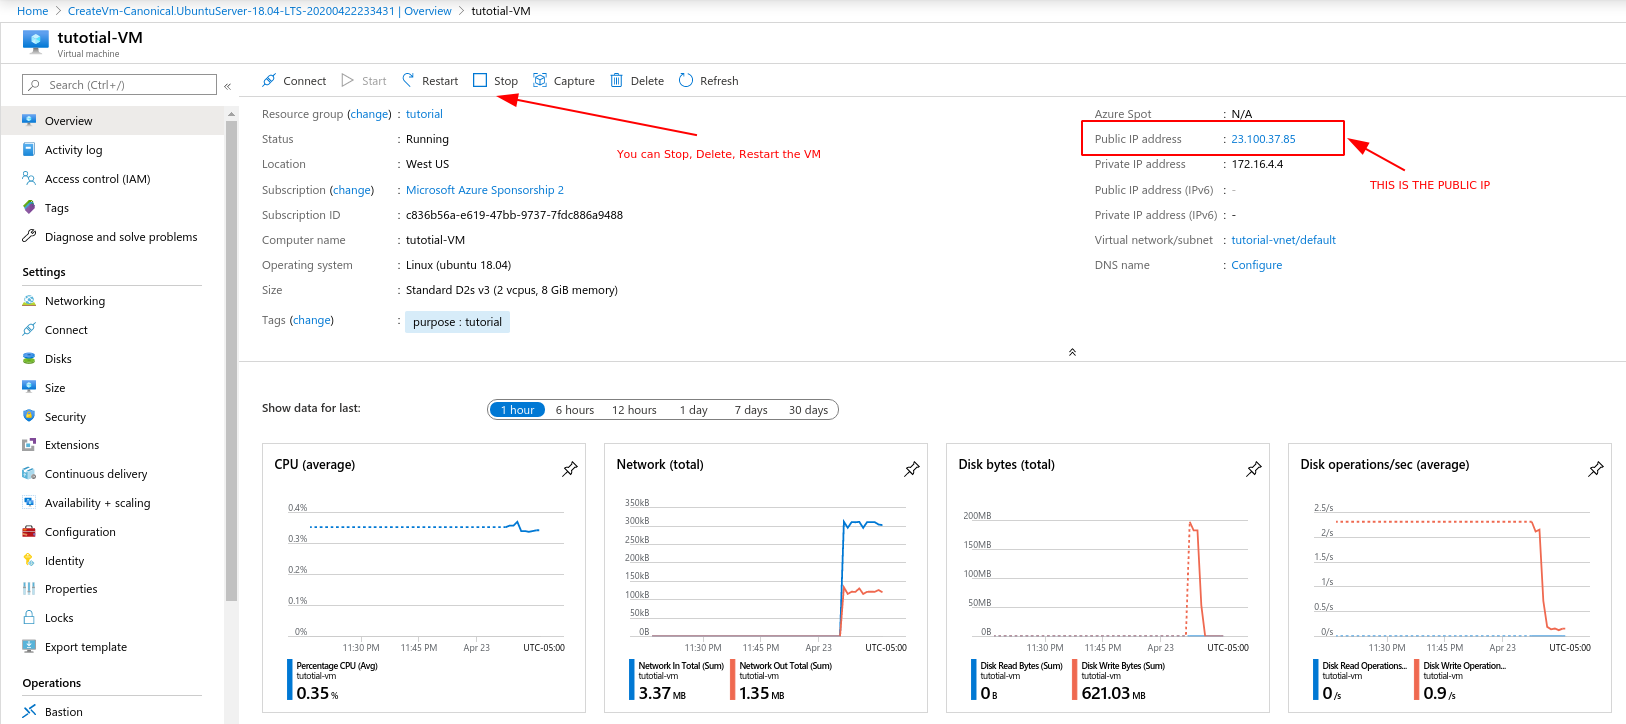 Home > CreateVm-Canonical.UbuntuServer-18.04-LTS-20200422233431 | Overview > tutotial-VM
tutotial-VM
Virtual machine
Search (Ctrl+/)
«
Connect Start Restart Stop Capture Delete Refresh
Overview
Activity log
Access control (IAM)
Tags
Diagnose and solve problems
Settings
Networking
Connect
Disks
Size
Security
Extensions
Continuous delivery
Availability + scaling
Configuration
Identity
Properties
Locks
Export template
Operations
Bastion
Resource group (change) : tutorial
Status : Running
Location : West US
Subscription (change) : Microsoft Azure Sponsorship 2
Subscription ID : c836b56a-e619-47bb-9737-7fdc886a9488
Computer name : tutotial-VM
Operating system : Linux (ubuntu 18.04)
Size : Standard D2s v3 (2 vcpus, 8 GiB memory)
Tags (change) : purpose : tutorial
You can Stop, Delete, Restart the VM
Azure Spot : N/A
Public IP address : 23.100.37.85
Private IP address : 172.16.4.4
Public IP address (IPv6) : -
Private IP address (IPv6) : -
Virtual network/subnet : tutorial-vnet/default
DNS name : Configure
THIS IS THE PUBLIC IP
Show data for last:
1 hour 6 hours 12 hours 1 day 7 days 30 days
CPU (average)
0.4%
0.3%
0.2%
0.1%
0%
11:30 PM 11:45 PM Apr 23 UTC-05:00
Percentage CPU (Avg)
tutotial-vm
0.35 %
Network (total)
350kB
300kB
250kB
200kB
150kB
100kB
50kB
0B
11:30 PM 11:45 PM Apr 23 UTC-05:00
Network In Total (Sum)
tutotial-vm
3.37 MB
Network Out Total (Sum)
tutotial-vm
1.35 MB
Disk bytes (total)
200MB
150MB
100MB
50MB
0B
11:30 PM 11:45 PM Apr 23 UTC-05:00
Disk Read Bytes (Sum)
tutotial-vm
0 B
Disk Write Bytes (Sum)
tutotial-vm
621.03 MB
Disk operations/sec (average)
2.5/s
2/s
1.5/s
1/s
0.5/s
0/s
11:30 PM 11:45 PM Apr 23 UTC-05:00
Disk Read Operations...
tutotial-vm
0 /s
Disk Write Operation...
tutotial-vm
0.9 /s